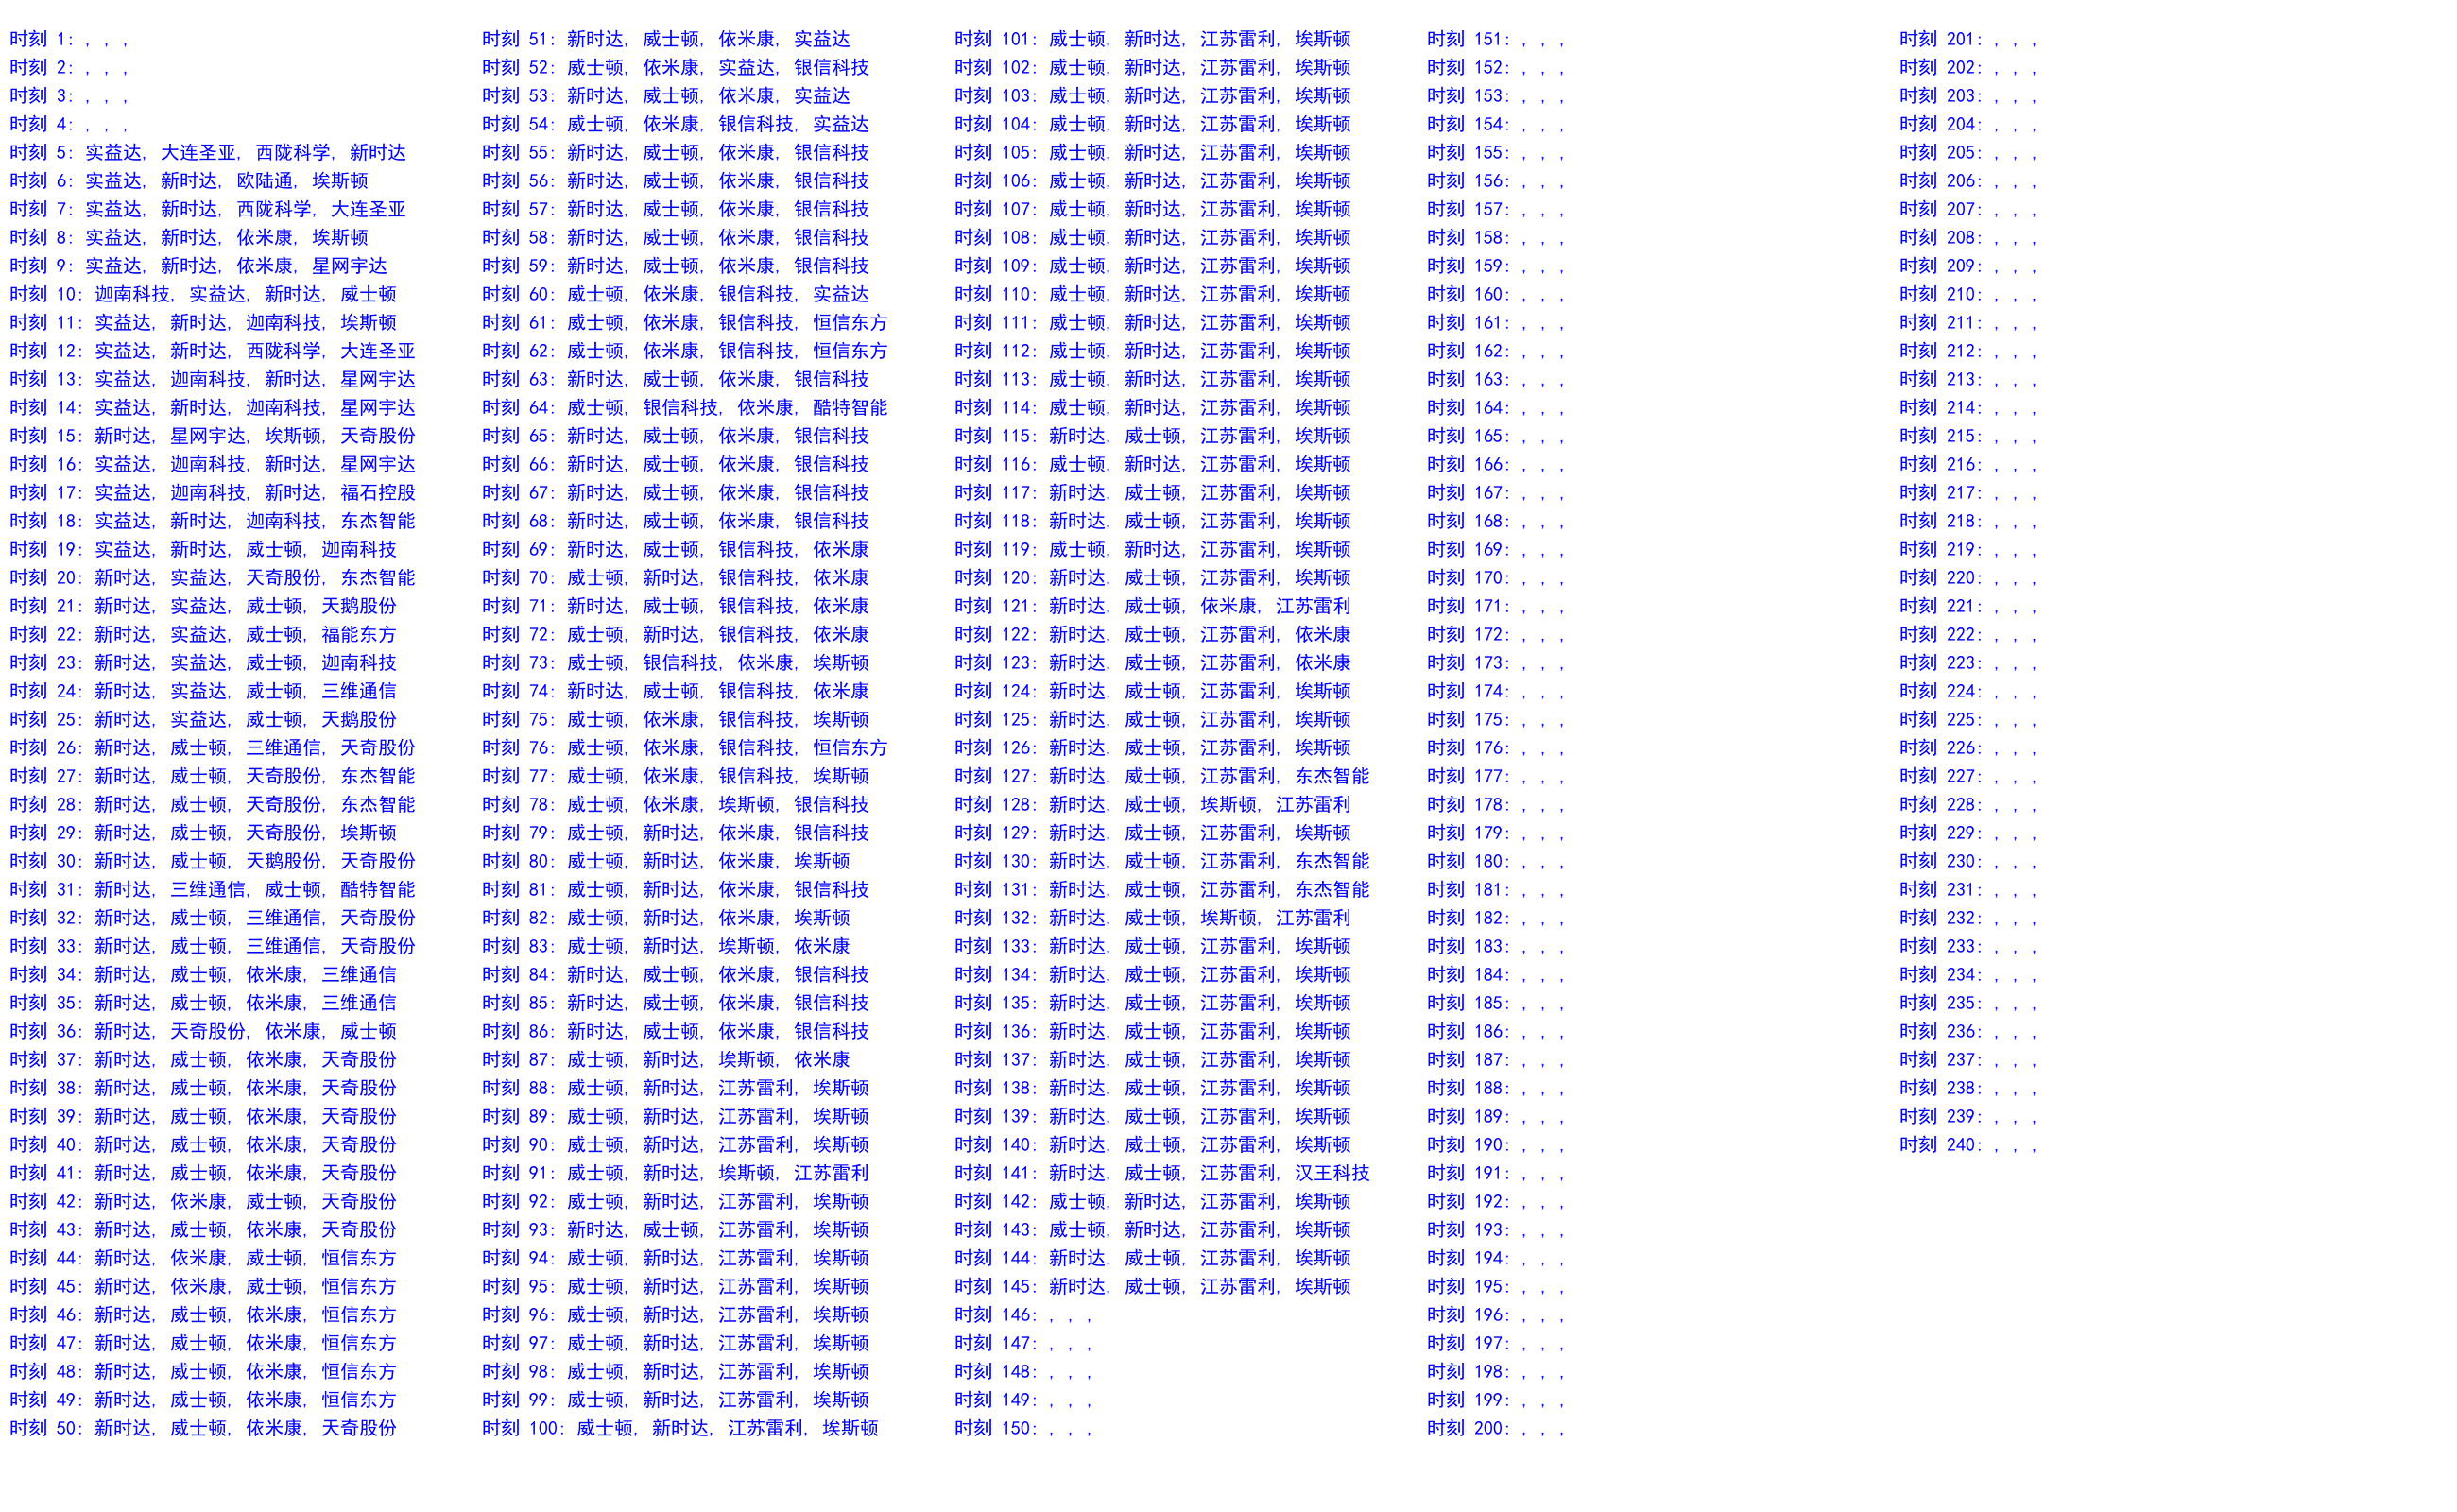 时刻 1: , , ,
时刻 2: , , ,
时刻 3: , , ,
时刻 4: , , ,
时刻 5: 实益达, 大连圣亚, 西陇科学, 新时达
时刻 6: 实益达, 新时达, 欧陆通, 埃斯顿
时刻 7: 实益达, 新时达, 西陇科学, 大连圣亚
时刻 8: 实益达, 新时达, 依米康, 埃斯顿
时刻 9: 实益达, 新时达, 依米康, 星网宇达
时刻 10: 迦南科技, 实益达, 新时达, 威士顿
时刻 11: 实益达, 新时达, 迦南科技, 埃斯顿
时刻 12: 实益达, 新时达, 西陇科学, 大连圣亚
时刻 13: 实益达, 迦南科技, 新时达, 星网宇达
时刻 14: 实益达, 新时达, 迦南科技, 星网宇达
时刻 15: 新时达, 星网宇达, 埃斯顿, 天奇股份
时刻 16: 实益达, 迦南科技, 新时达, 星网宇达
时刻 17: 实益达, 迦南科技, 新时达, 福石控股
时刻 18: 实益达, 新时达, 迦南科技, 东杰智能
时刻 19: 实益达, 新时达, 威士顿, 迦南科技
时刻 20: 新时达, 实益达, 天奇股份, 东杰智能
时刻 21: 新时达, 实益达, 威士顿, 天鹅股份
时刻 22: 新时达, 实益达, 威士顿, 福能东方
时刻 23: 新时达, 实益达, 威士顿, 迦南科技
时刻 24: 新时达, 实益达, 威士顿, 三维通信
时刻 25: 新时达, 实益达, 威士顿, 天鹅股份
时刻 26: 新时达, 威士顿, 三维通信, 天奇股份
时刻 27: 新时达, 威士顿, 天奇股份, 东杰智能
时刻 28: 新时达, 威士顿, 天奇股份, 东杰智能
时刻 29: 新时达, 威士顿, 天奇股份, 埃斯顿
时刻 30: 新时达, 威士顿, 天鹅股份, 天奇股份
时刻 31: 新时达, 三维通信, 威士顿, 酷特智能
时刻 32: 新时达, 威士顿, 三维通信, 天奇股份
时刻 33: 新时达, 威士顿, 三维通信, 天奇股份
时刻 34: 新时达, 威士顿, 依米康, 三维通信
时刻 35: 新时达, 威士顿, 依米康, 三维通信
时刻 36: 新时达, 天奇股份, 依米康, 威士顿
时刻 37: 新时达, 威士顿, 依米康, 天奇股份
时刻 38: 新时达, 威士顿, 依米康, 天奇股份
时刻 39: 新时达, 威士顿, 依米康, 天奇股份
时刻 40: 新时达, 威士顿, 依米康, 天奇股份
时刻 41: 新时达, 威士顿, 依米康, 天奇股份
时刻 42: 新时达, 依米康, 威士顿, 天奇股份
时刻 43: 新时达, 威士顿, 依米康, 天奇股份
时刻 44: 新时达, 依米康, 威士顿, 恒信东方
时刻 45: 新时达, 依米康, 威士顿, 恒信东方
时刻 46: 新时达, 威士顿, 依米康, 恒信东方
时刻 47: 新时达, 威士顿, 依米康, 恒信东方
时刻 48: 新时达, 威士顿, 依米康, 恒信东方
时刻 49: 新时达, 威士顿, 依米康, 恒信东方
时刻 50: 新时达, 威士顿, 依米康, 天奇股份
时刻 51: 新时达, 威士顿, 依米康, 实益达
时刻 52: 威士顿, 依米康, 实益达, 银信科技
时刻 53: 新时达, 威士顿, 依米康, 实益达
时刻 54: 威士顿, 依米康, 银信科技, 实益达
时刻 55: 新时达, 威士顿, 依米康, 银信科技
时刻 56: 新时达, 威士顿, 依米康, 银信科技
时刻 57: 新时达, 威士顿, 依米康, 银信科技
时刻 58: 新时达, 威士顿, 依米康, 银信科技
时刻 59: 新时达, 威士顿, 依米康, 银信科技
时刻 60: 威士顿, 依米康, 银信科技, 实益达
时刻 61: 威士顿, 依米康, 银信科技, 恒信东方
时刻 62: 威士顿, 依米康, 银信科技, 恒信东方
时刻 63: 新时达, 威士顿, 依米康, 银信科技
时刻 64: 威士顿, 银信科技, 依米康, 酷特智能
时刻 65: 新时达, 威士顿, 依米康, 银信科技
时刻 66: 新时达, 威士顿, 依米康, 银信科技
时刻 67: 新时达, 威士顿, 依米康, 银信科技
时刻 68: 新时达, 威士顿, 依米康, 银信科技
时刻 69: 新时达, 威士顿, 银信科技, 依米康
时刻 70: 威士顿, 新时达, 银信科技, 依米康
时刻 71: 新时达, 威士顿, 银信科技, 依米康
时刻 72: 威士顿, 新时达, 银信科技, 依米康
时刻 73: 威士顿, 银信科技, 依米康, 埃斯顿
时刻 74: 新时达, 威士顿, 银信科技, 依米康
时刻 75: 威士顿, 依米康, 银信科技, 埃斯顿
时刻 76: 威士顿, 依米康, 银信科技, 恒信东方
时刻 77: 威士顿, 依米康, 银信科技, 埃斯顿
时刻 78: 威士顿, 依米康, 埃斯顿, 银信科技
时刻 79: 威士顿, 新时达, 依米康, 银信科技
时刻 80: 威士顿, 新时达, 依米康, 埃斯顿
时刻 81: 威士顿, 新时达, 依米康, 银信科技
时刻 82: 威士顿, 新时达, 依米康, 埃斯顿
时刻 83: 威士顿, 新时达, 埃斯顿, 依米康
时刻 84: 新时达, 威士顿, 依米康, 银信科技
时刻 85: 新时达, 威士顿, 依米康, 银信科技
时刻 86: 新时达, 威士顿, 依米康, 银信科技
时刻 87: 威士顿, 新时达, 埃斯顿, 依米康
时刻 88: 威士顿, 新时达, 江苏雷利, 埃斯顿
时刻 89: 威士顿, 新时达, 江苏雷利, 埃斯顿
时刻 90: 威士顿, 新时达, 江苏雷利, 埃斯顿
时刻 91: 威士顿, 新时达, 埃斯顿, 江苏雷利
时刻 92: 威士顿, 新时达, 江苏雷利, 埃斯顿
时刻 93: 新时达, 威士顿, 江苏雷利, 埃斯顿
时刻 94: 威士顿, 新时达, 江苏雷利, 埃斯顿
时刻 95: 威士顿, 新时达, 江苏雷利, 埃斯顿
时刻 96: 威士顿, 新时达, 江苏雷利, 埃斯顿
时刻 97: 威士顿, 新时达, 江苏雷利, 埃斯顿
时刻 98: 威士顿, 新时达, 江苏雷利, 埃斯顿
时刻 99: 威士顿, 新时达, 江苏雷利, 埃斯顿
时刻 100: 威士顿, 新时达, 江苏雷利, 埃斯顿
时刻 101: 威士顿, 新时达, 江苏雷利, 埃斯顿
时刻 102: 威士顿, 新时达, 江苏雷利, 埃斯顿
时刻 103: 威士顿, 新时达, 江苏雷利, 埃斯顿
时刻 104: 威士顿, 新时达, 江苏雷利, 埃斯顿
时刻 105: 威士顿, 新时达, 江苏雷利, 埃斯顿
时刻 106: 威士顿, 新时达, 江苏雷利, 埃斯顿
时刻 107: 威士顿, 新时达, 江苏雷利, 埃斯顿
时刻 108: 威士顿, 新时达, 江苏雷利, 埃斯顿
时刻 109: 威士顿, 新时达, 江苏雷利, 埃斯顿
时刻 110: 威士顿, 新时达, 江苏雷利, 埃斯顿
时刻 111: 威士顿, 新时达, 江苏雷利, 埃斯顿
时刻 112: 威士顿, 新时达, 江苏雷利, 埃斯顿
时刻 113: 威士顿, 新时达, 江苏雷利, 埃斯顿
时刻 114: 威士顿, 新时达, 江苏雷利, 埃斯顿
时刻 115: 新时达, 威士顿, 江苏雷利, 埃斯顿
时刻 116: 威士顿, 新时达, 江苏雷利, 埃斯顿
时刻 117: 新时达, 威士顿, 江苏雷利, 埃斯顿
时刻 118: 新时达, 威士顿, 江苏雷利, 埃斯顿
时刻 119: 威士顿, 新时达, 江苏雷利, 埃斯顿
时刻 120: 新时达, 威士顿, 江苏雷利, 埃斯顿
时刻 121: 新时达, 威士顿, 依米康, 江苏雷利
时刻 122: 新时达, 威士顿, 江苏雷利, 依米康
时刻 123: 新时达, 威士顿, 江苏雷利, 依米康
时刻 124: 新时达, 威士顿, 江苏雷利, 埃斯顿
时刻 125: 新时达, 威士顿, 江苏雷利, 埃斯顿
时刻 126: 新时达, 威士顿, 江苏雷利, 埃斯顿
时刻 127: 新时达, 威士顿, 江苏雷利, 东杰智能
时刻 128: 新时达, 威士顿, 埃斯顿, 江苏雷利
时刻 129: 新时达, 威士顿, 江苏雷利, 埃斯顿
时刻 130: 新时达, 威士顿, 江苏雷利, 东杰智能
时刻 131: 新时达, 威士顿, 江苏雷利, 东杰智能
时刻 132: 新时达, 威士顿, 埃斯顿, 江苏雷利
时刻 133: 新时达, 威士顿, 江苏雷利, 埃斯顿
时刻 134: 新时达, 威士顿, 江苏雷利, 埃斯顿
时刻 135: 新时达, 威士顿, 江苏雷利, 埃斯顿
时刻 136: 新时达, 威士顿, 江苏雷利, 埃斯顿
时刻 137: 新时达, 威士顿, 江苏雷利, 埃斯顿
时刻 138: 新时达, 威士顿, 江苏雷利, 埃斯顿
时刻 139: 新时达, 威士顿, 江苏雷利, 埃斯顿
时刻 140: 新时达, 威士顿, 江苏雷利, 埃斯顿
时刻 141: 新时达, 威士顿, 江苏雷利, 汉王科技
时刻 142: 威士顿, 新时达, 江苏雷利, 埃斯顿
时刻 143: 威士顿, 新时达, 江苏雷利, 埃斯顿
时刻 144: 新时达, 威士顿, 江苏雷利, 埃斯顿
时刻 145: 新时达, 威士顿, 江苏雷利, 埃斯顿
时刻 146: , , ,
时刻 147: , , ,
时刻 148: , , ,
时刻 149: , , ,
时刻 150: , , ,
时刻 151: , , ,
时刻 152: , , ,
时刻 153: , , ,
时刻 154: , , ,
时刻 155: , , ,
时刻 156: , , ,
时刻 157: , , ,
时刻 158: , , ,
时刻 159: , , ,
时刻 160: , , ,
时刻 161: , , ,
时刻 162: , , ,
时刻 163: , , ,
时刻 164: , , ,
时刻 165: , , ,
时刻 166: , , ,
时刻 167: , , ,
时刻 168: , , ,
时刻 169: , , ,
时刻 170: , , ,
时刻 171: , , ,
时刻 172: , , ,
时刻 173: , , ,
时刻 174: , , ,
时刻 175: , , ,
时刻 176: , , ,
时刻 177: , , ,
时刻 178: , , ,
时刻 179: , , ,
时刻 180: , , ,
时刻 181: , , ,
时刻 182: , , ,
时刻 183: , , ,
时刻 184: , , ,
时刻 185: , , ,
时刻 186: , , ,
时刻 187: , , ,
时刻 188: , , ,
时刻 189: , , ,
时刻 190: , , ,
时刻 191: , , ,
时刻 192: , , ,
时刻 193: , , ,
时刻 194: , , ,
时刻 195: , , ,
时刻 196: , , ,
时刻 197: , , ,
时刻 198: , , ,
时刻 199: , , ,
时刻 200: , , ,
时刻 201: , , ,
时刻 202: , , ,
时刻 203: , , ,
时刻 204: , , ,
时刻 205: , , ,
时刻 206: , , ,
时刻 207: , , ,
时刻 208: , , ,
时刻 209: , , ,
时刻 210: , , ,
时刻 211: , , ,
时刻 212: , , ,
时刻 213: , , ,
时刻 214: , , ,
时刻 215: , , ,
时刻 216: , , ,
时刻 217: , , ,
时刻 218: , , ,
时刻 219: , , ,
时刻 220: , , ,
时刻 221: , , ,
时刻 222: , , ,
时刻 223: , , ,
时刻 224: , , ,
时刻 225: , , ,
时刻 226: , , ,
时刻 227: , , ,
时刻 228: , , ,
时刻 229: , , ,
时刻 230: , , ,
时刻 231: , , ,
时刻 232: , , ,
时刻 233: , , ,
时刻 234: , , ,
时刻 235: , , ,
时刻 236: , , ,
时刻 237: , , ,
时刻 238: , , ,
时刻 239: , , ,
时刻 240: , , ,